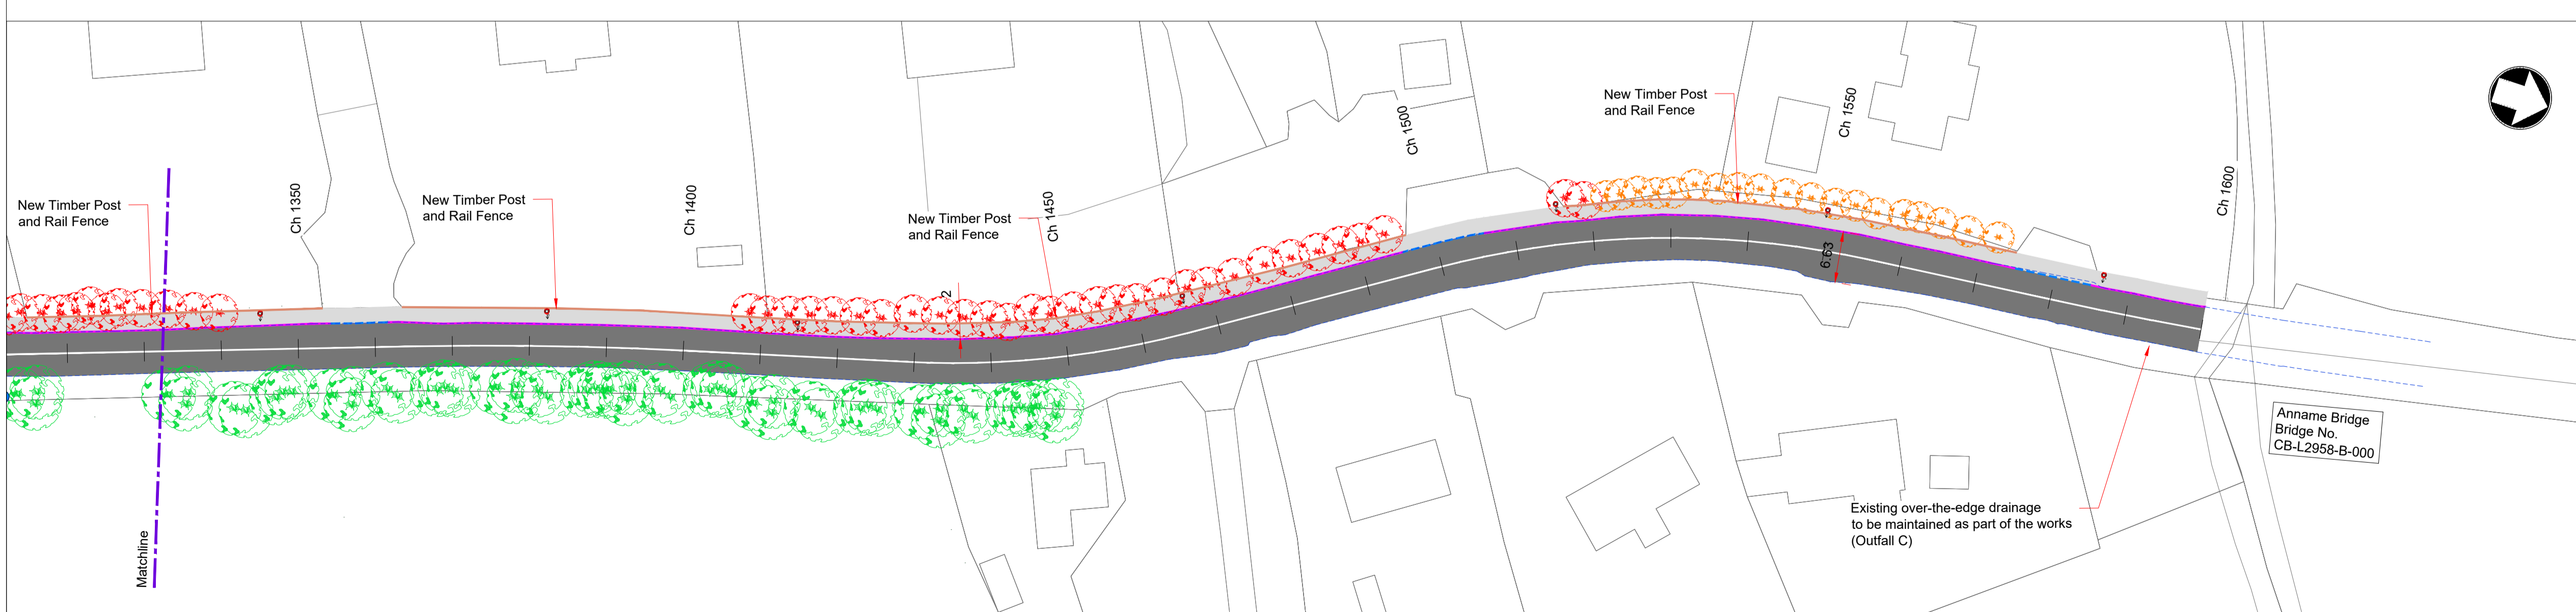 New Timber Post
and Rail Fence
Ch 1350
New Timber Post
and Rail Fence
Ch 1400
New Timber Post
and Rail Fence
Ch 1450
2
Ch 1500
New Timber Post
and Rail Fence
Ch 1550
6.63
Ch 1600
Matchline
Anname Bridge
Bridge No.
CB-L2958-B-000
Existing over-the-edge drainage
to be maintained as part of the works
(Outfall C)